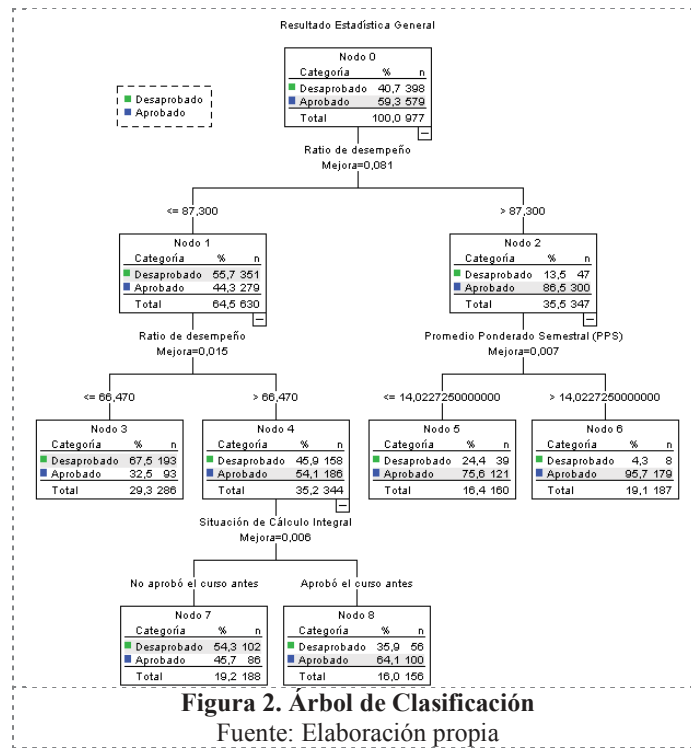 Resultado Estadística General
Desaprobado
Aprobado
Nodo 0
Categoría % n
Desaprobado 40,7 398
Aprobado 59,3 579
Total 100,0 977
Ratio de desempeño
Mejora=0,081
<= 87,300
> 87,300
Nodo 1
Categoría % n
Desaprobado 55,7 351
Aprobado 44,3 279
Total 64,5 630
Nodo 2
Categoría % n
Desaprobado 13,5 47
Aprobado 86,5 300
Total 35,5 347
Ratio de desempeño
Mejora=0,015
Promedio Ponderado Semestral (PPS)
Mejora=0,007
<= 66,470
> 66,470
<= 14,0227250000000
> 14,0227250000000
Nodo 3
Categoría % n
Desaprobado 67,5 193
Aprobado 32,5 93
Total 29,3 286
Nodo 4
Categoría % n
Desaprobado 45,9 158
Aprobado 54,1 186
Total 35,2 344
Nodo 5
Categoría % n
Desaprobado 24,4 39
Aprobado 75,6 121
Total 16,4 160
Nodo 6
Categoría % n
Desaprobado 4,3 8
Aprobado 95,7 179
Total 19,1 187
Situación de Cálculo Integral
Mejora=0,006
No aprobó el curso antes
Aprobó el curso antes
Nodo 7
Categoría % n
Desaprobado 54,3 102
Aprobado 45,7 86
Total 19,2 188
Nodo 8
Categoría % n
Desaprobado 35,9 56
Aprobado 64,1 100
Total 16,0 156
Figura 2. Árbol de Clasificación
Fuente: Elaboración propia